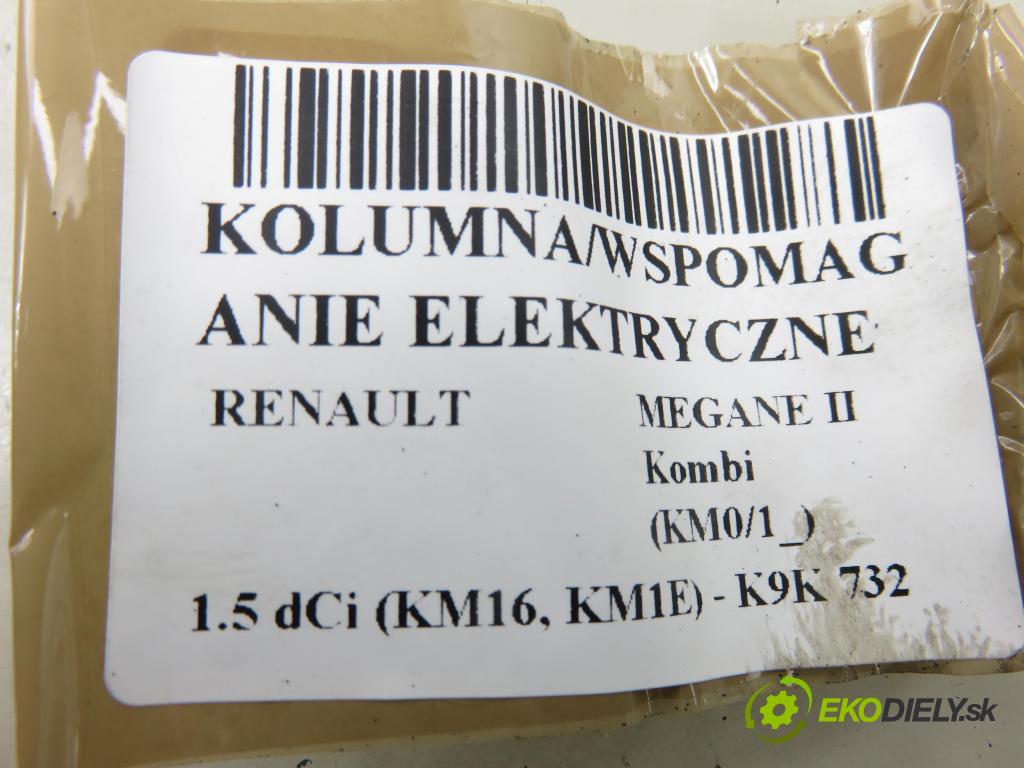 KOLUMNA/WSPOMAG
ANIE ELEKTRYCZNE
RENAULT MEGANE II
Kombi
(KM0/1_)
1.5 dCi (KM16, KM1E) - K9K 732
EKODIELY.sk